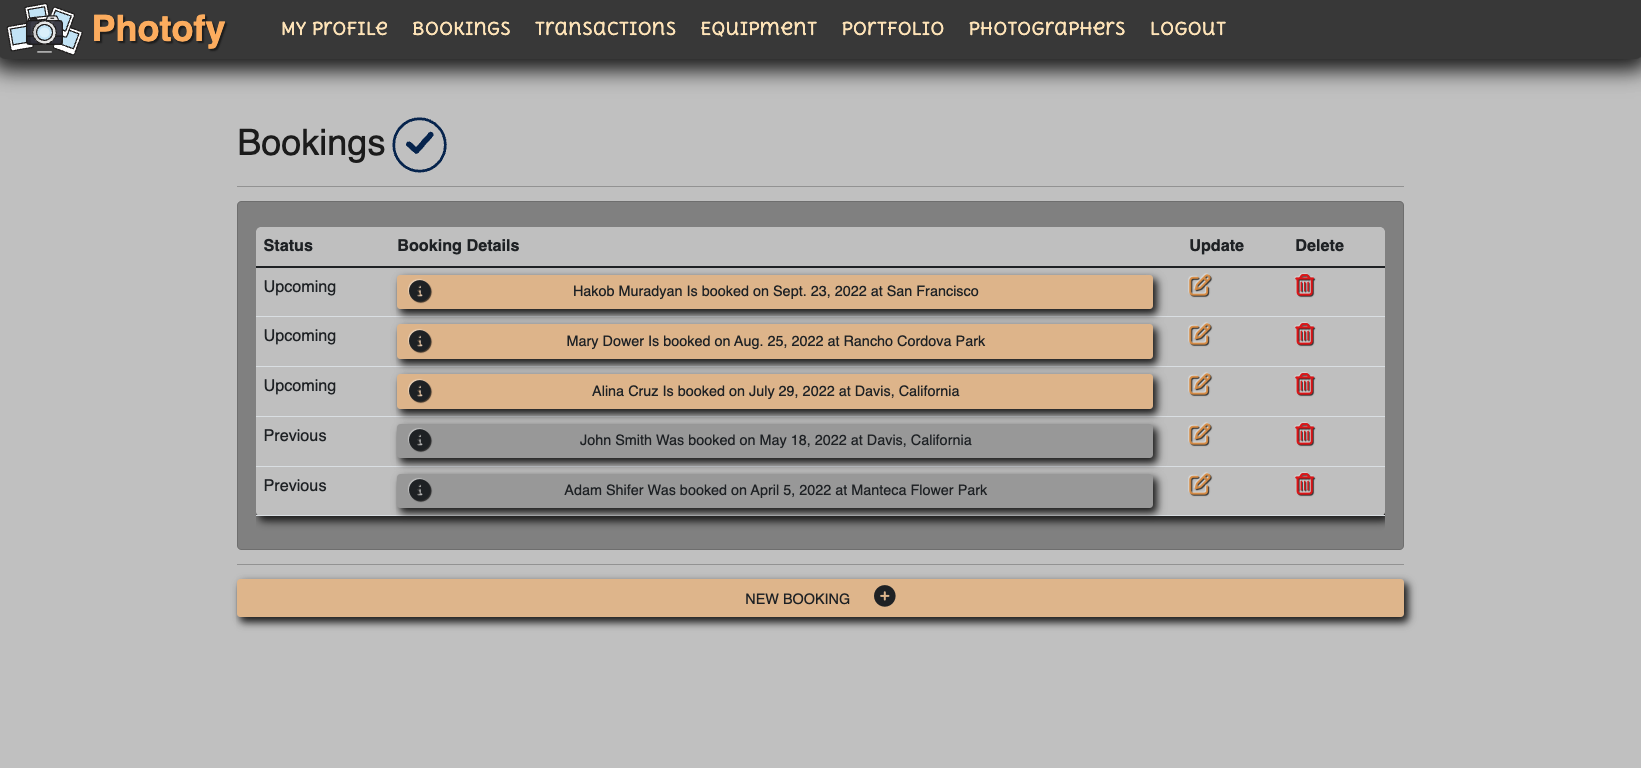 Photofy MY Profile BOOKINGS Transactions Equipment Portfolio PHOTOGraphers LOGOUT
Bookings
Status Booking Details Update Delete
Upcoming Hakob Muradyan Is booked on Sept. 23, 2022 at San Francisco
Upcoming Mary Dower Is booked on Aug. 25, 2022 at Rancho Cordova Park
Upcoming Alina Cruz Is booked on July 29, 2022 at Davis, California
Previous John Smith Was booked on May 18, 2022 at Davis, California
Previous Adam Shifer Was booked on April 5, 2022 at Manteca Flower Park
NEW BOOKING